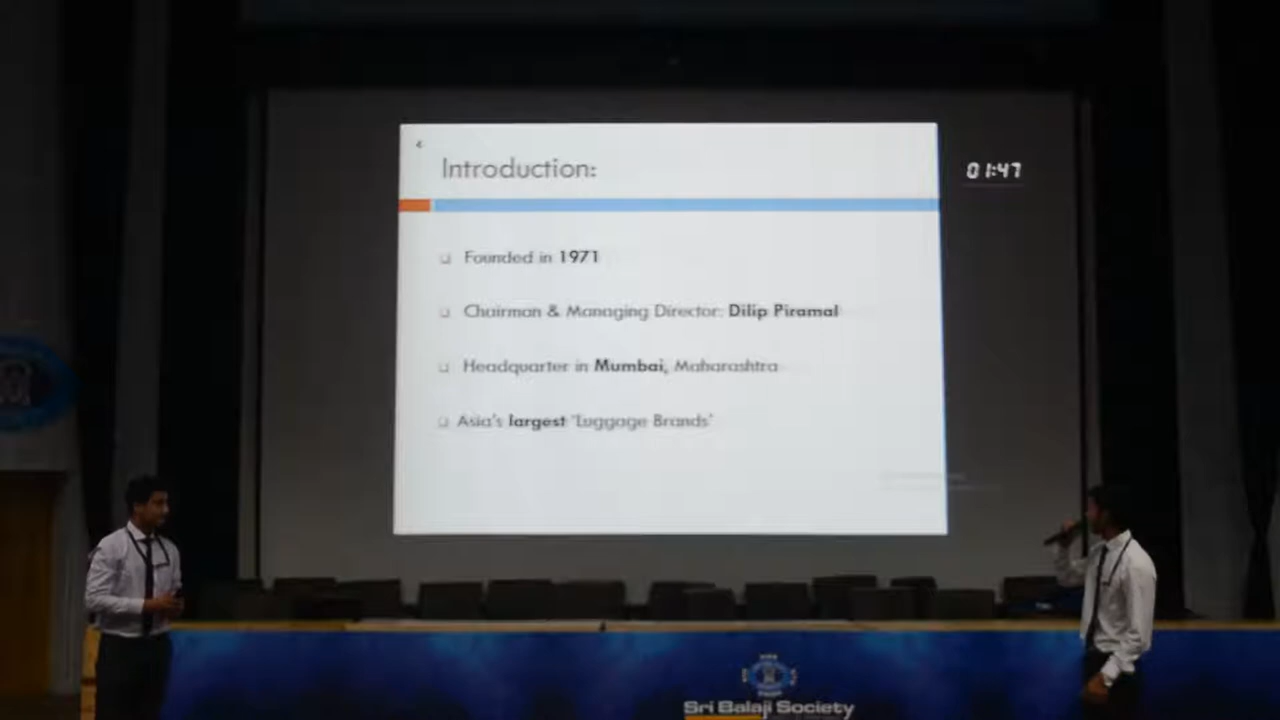 Introduction:
01:47
Founded in 1971
Chairman & Managing Director: Dilip Piramal
Headquarter in Mumbai, Maharashtra
Asia's largest 'Luggage Brands'
Sri Balaji Society